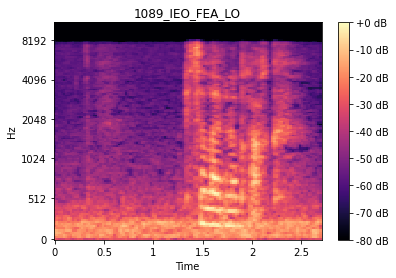 1089_IEO_FEA_LO
+0 dB
8192
-10 dB
4096
-20 dB
-30 dB
2048
Hz
-40 dB
1024
-50 dB
512
-60 dB
-70 dB
0
-80 dB
0 0.5 1 1.5 2 2.5
Time